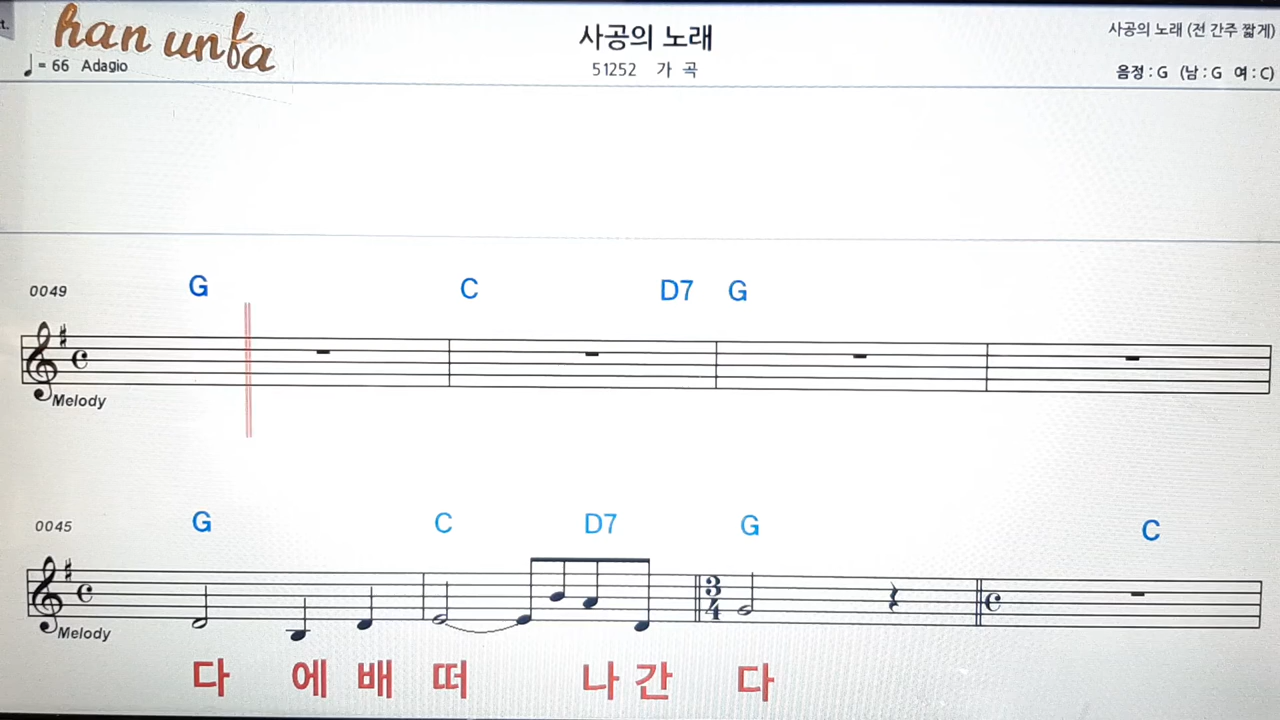 t.
han unfa
사공의 노래
사공의 노래 (전 간주 짧게)
♩ = 66 Adagio
51252 가 곡
음정 : G (남 : G 여 : C)
0049
G C D7 G
Melody
0045
G C D7 G C
3
4
Melody
다 에 배 떠 나 간 다